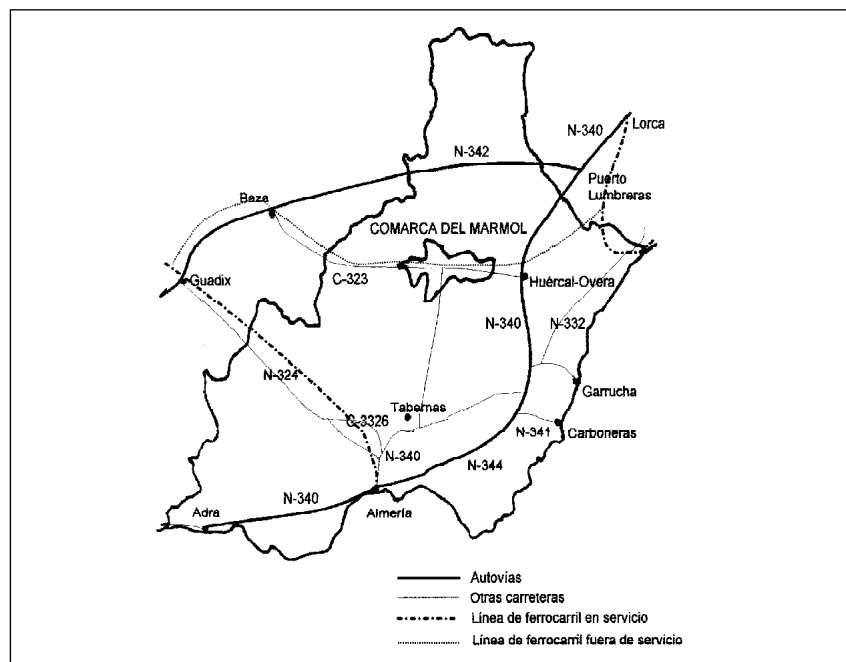 Lorca
N-340
N-342
Puerto
Lumbreras
Baza
COMARCA DEL MARMOL
C-323
Guadix
Huércal-Overa
N-340
N-332
N-324
Garrucha
Tabernas
C-3326
N-341
Carboneras
N-340
N-344
N-340
Adra
Almería
Autovías
Otras carreteras
Línea de ferrocarril en servicio
Línea de ferrocarril fuera de servicio